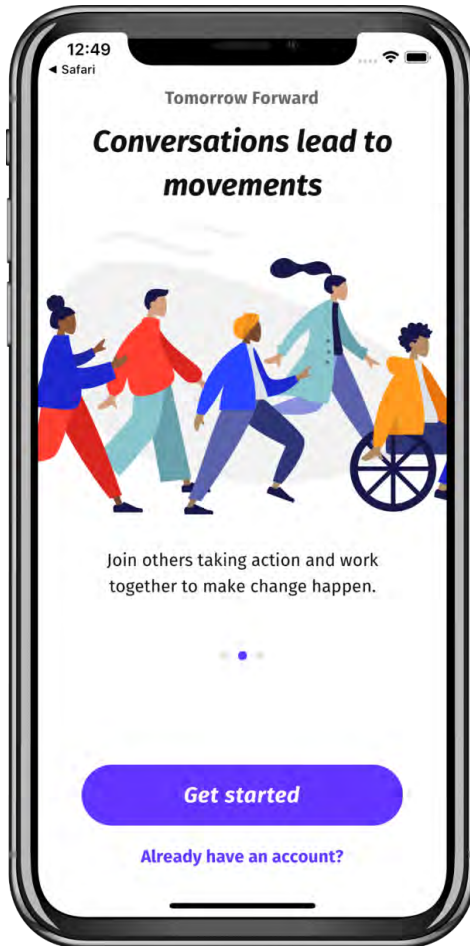 12:49
◀ Safari
Tomorrow Forward
Conversations lead to
movements
Join others taking action and work
together to make change happen.
Get started
Already have an account?